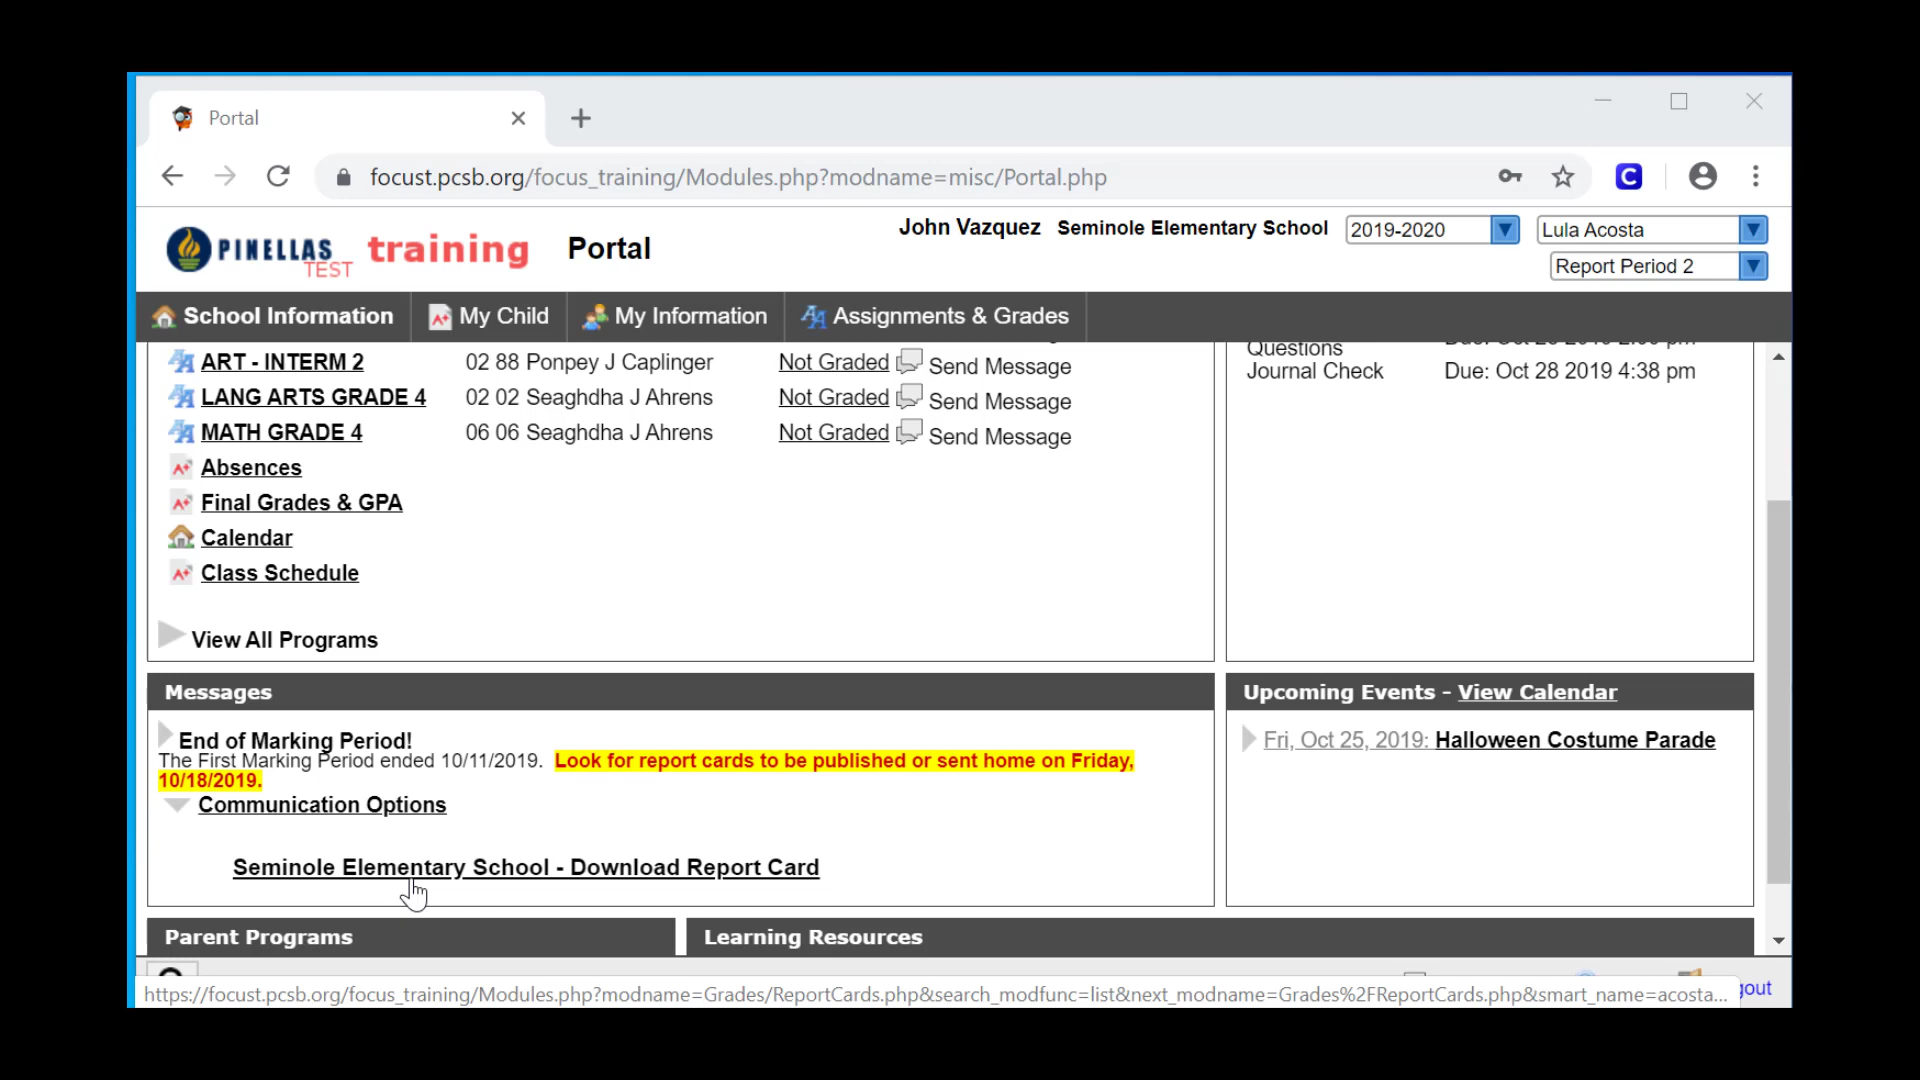 Portal
focust.pcsb.org/focus_training/Modules.php?modname=misc/Portal.php
John Vazquez Seminole Elementary School 2019-2020 Lula Acosta
PINELLAS TEST training Portal
Report Period 2
School Information My Child My Information Assignments & Grades
ART - INTERM 2 02 88 Ponpey J Caplinger Not Graded Send Message
LANG ARTS GRADE 4 02 02 Seaghdha J Ahrens Not Graded Send Message
MATH GRADE 4 06 06 Seaghdha J Ahrens Not Graded Send Message
Absences
Final Grades & GPA
Calendar
Class Schedule
View All Programs
Questions
Journal Check Due: Oct 28 2019 4:38 pm
Messages
End of Marking Period!
The First Marking Period ended 10/11/2019. Look for report cards to be published or sent home on Friday,
10/18/2019.
Communication Options
Seminole Elementary School - Download Report Card
Upcoming Events - View Calendar
Fri, Oct 25, 2019: Halloween Costume Parade
Parent Programs Learning Resources
https://focust.pcsb.org/focus_training/Modules.php?modname=Grades/ReportCards.php&search_modfunc=list&next_modname=Grades%2FReportCards.php&smart_name=acosta... gout